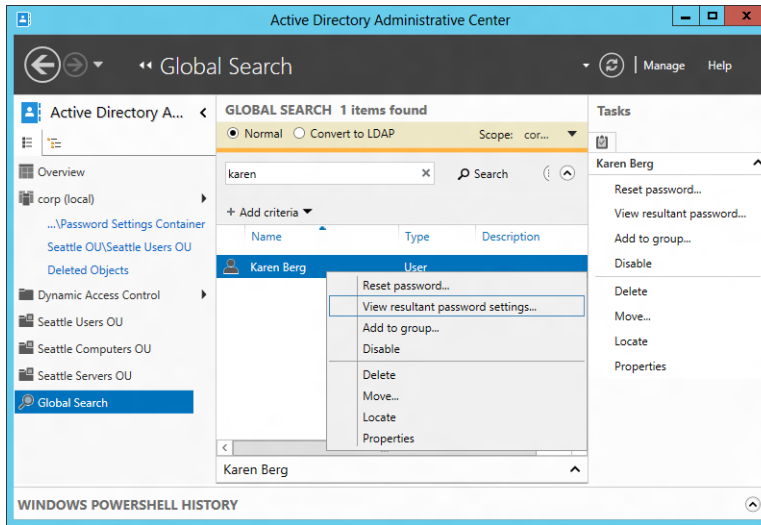 Active Directory Administrative Center
Global Search
Manage Help
Active Directory A...
Overview
corp (local)
...\Password Settings Container
Seattle OU\Seattle Users OU
Deleted Objects
Dynamic Access Control
Seattle Users OU
Seattle Computers OU
Seattle Servers OU
Global Search
GLOBAL SEARCH 1 items found
Normal Convert to LDAP Scope: cor...
karen Search
Add criteria
Name Type Description
Karen Berg User
Reset password...
View resultant password settings...
Add to group...
Disable
Delete
Move...
Locate
Properties
Karen Berg
Tasks
Karen Berg
Reset password...
View resultant password...
Add to group...
Disable
Delete
Move...
Locate
Properties
WINDOWS POWERSHELL HISTORY